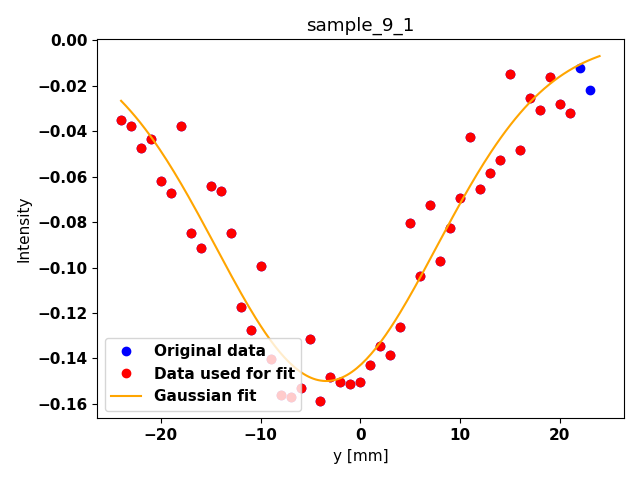 sample_9_1
0.00
−0.02
−0.04
−0.06
−0.08
−0.10
−0.12
−0.14
−0.16
Intensity
Original data
Data used for fit
Gaussian fit
−20
−10
0
10
20
y [mm]